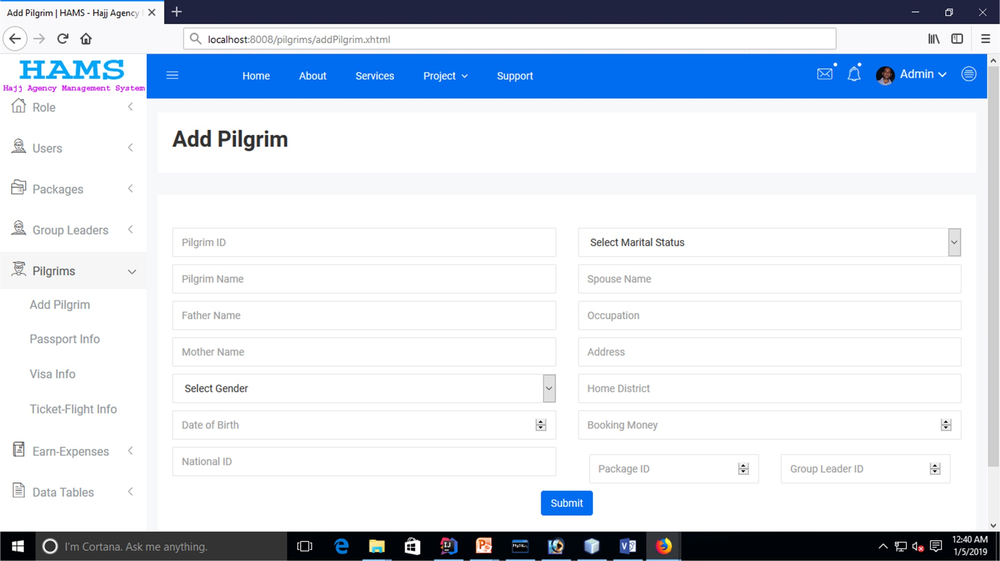 Add Pilgrim | HAMS - Hajj Agency
localhost:8008/pilgrims/addPilgrim.xhtml
HAMS
Hajj Agency Management System
Home
About
Services
Project
Support
Admin
Role
Users
Packages
Group Leaders
Pilgrims
Add Pilgrim
Passport Info
Visa Info
Ticket-Flight Info
Earn-Expenses
Data Tables
Add Pilgrim
Pilgrim ID
Pilgrim Name
Father Name
Mother Name
Select Gender
Date of Birth
National ID
Select Marital Status
Spouse Name
Occupation
Address
Home District
Booking Money
Package ID
Group Leader ID
Submit
I'm Cortana. Ask me anything.
12:40 AM
1/5/2019